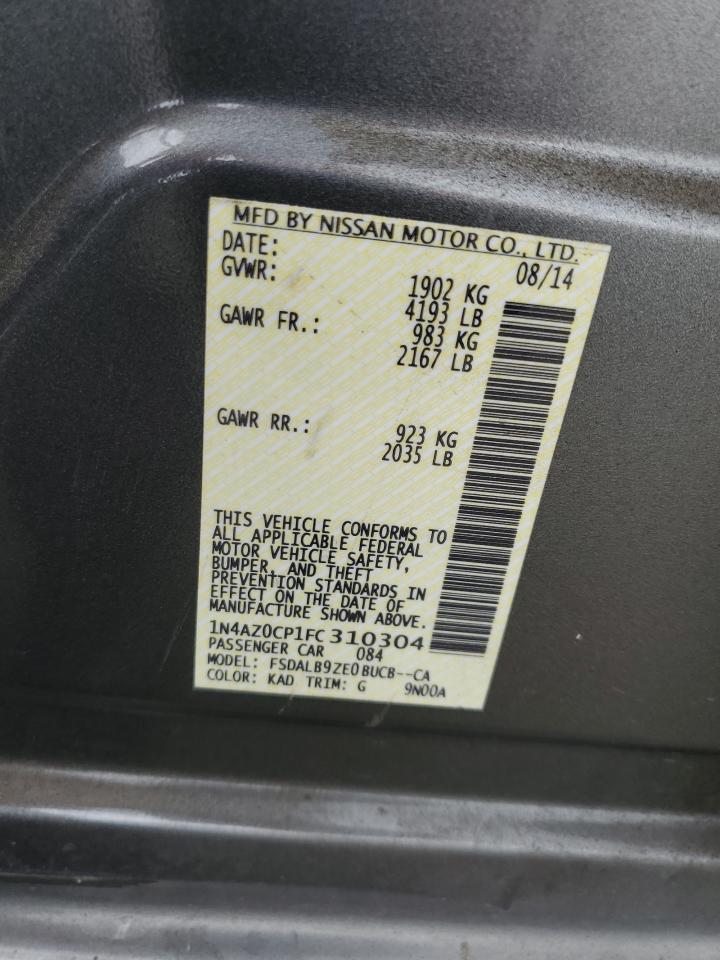 MFD BY NISSAN MOTOR CO., LTD.
DATE: 08/14
GVWR: 1902 KG
4193 LB
GAWR FR.: 983 KG
2167 LB
GAWR RR.: 923 KG
2035 LB
THIS VEHICLE CONFORMS TO
ALL APPLICABLE FEDERAL
MOTOR VEHICLE SAFETY,
BUMPER, AND THEFT
PREVENTION STANDARDS IN
EFFECT ON THE DATE OF
MANUFACTURE SHOWN ABOVE.
1N4AZ0CP1FC310304
PASSENGER CAR 084
MODEL: FSDALB9ZE0BUCB--CA
COLOR: KAD TRIM: G 9N00A